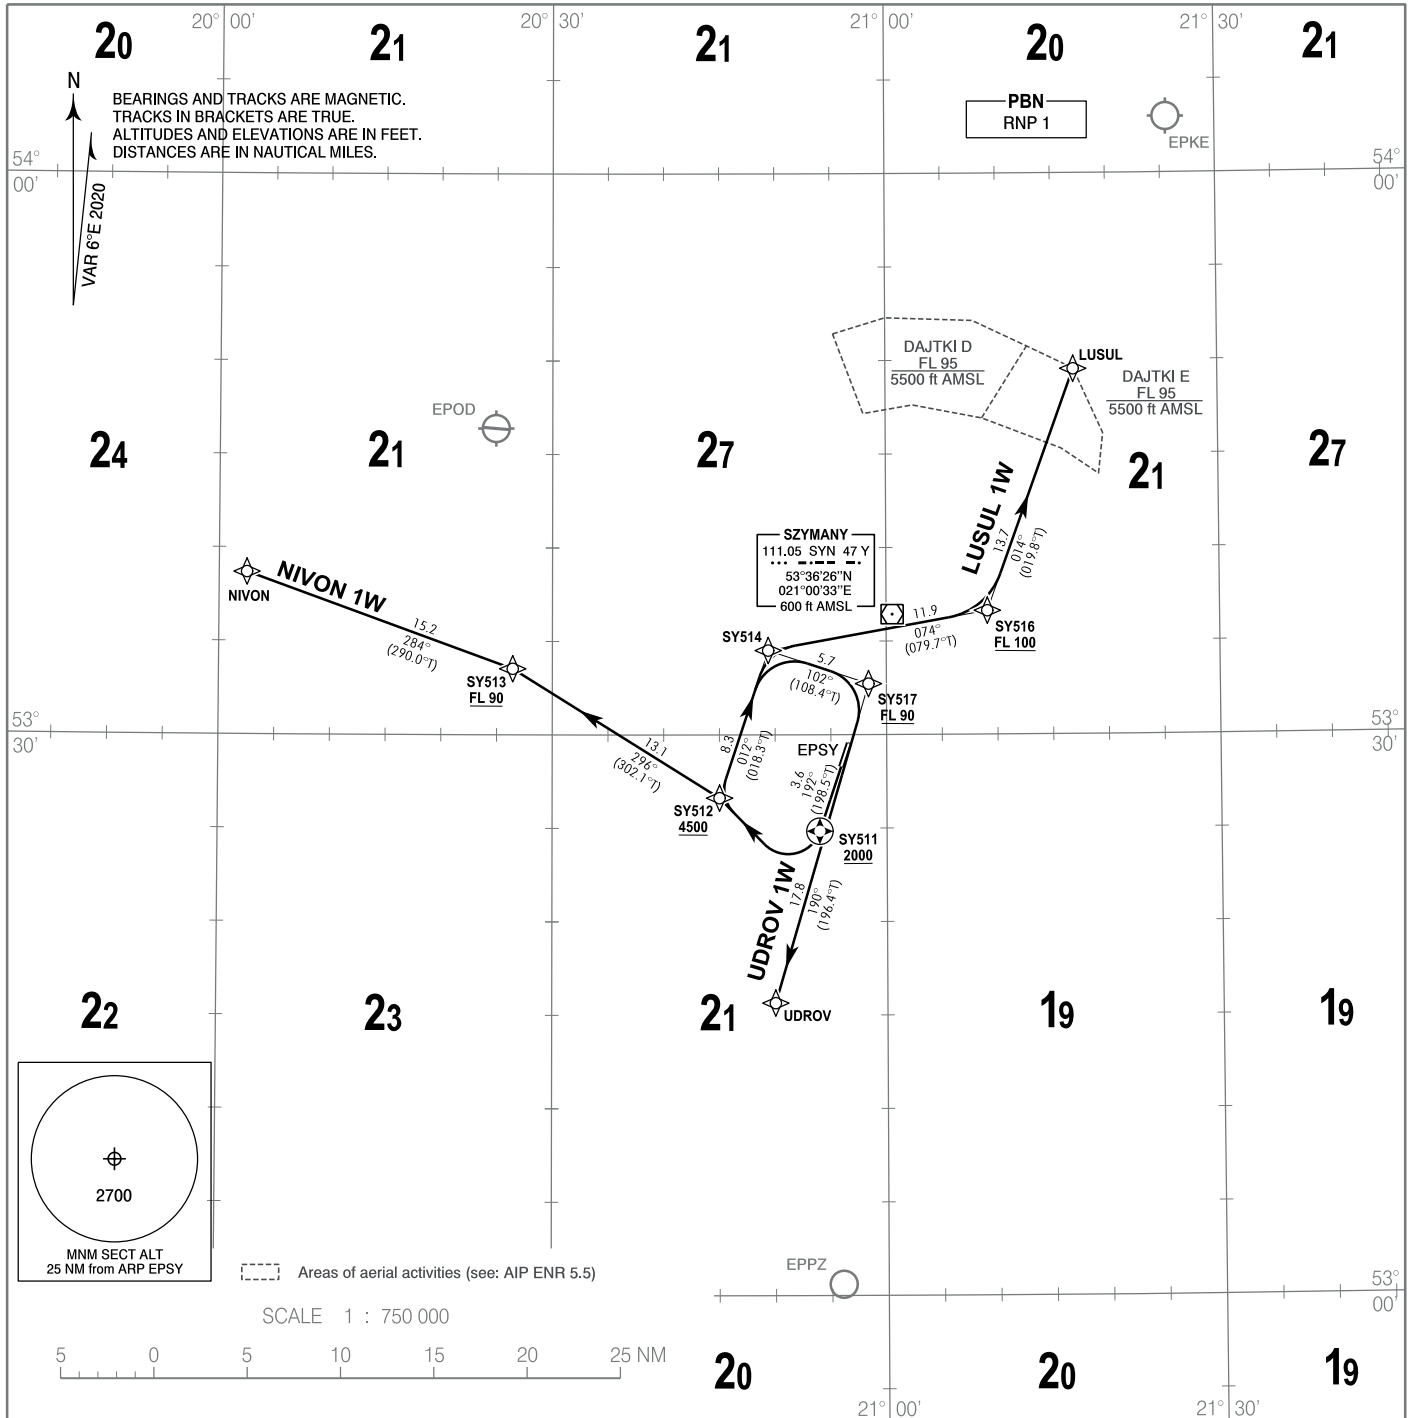 20° 00'
20° 30'
21° 00'
21° 30'
20
21
21
20
21
N
BEARINGS AND TRACKS ARE MAGNETIC.
TRACKS IN BRACKETS ARE TRUE.
ALTITUDES AND ELEVATIONS ARE IN FEET.
DISTANCES ARE IN NAUTICAL MILES.
VAR 6°E 2020
PBN
RNP 1
EPKE
54°
00'
54°
00'
DAJTKI D
FL 95
5500 ft AMSL
LUSUL
DAJTKI E
FL 95
5500 ft AMSL
EPOD
24
21
27
21
27
LUSUL 1W
13.7
014°
(019.8°T)
SZYMANY
111.05 SYN 47 Y
53°36'26"N
021°00'33"E
600 ft AMSL
NIVON
NIVON 1W
15.2
284°
(290.0°T)
SY513
FL 90
SY514
11.9
074°
(079.7°T)
SY516
FL 100
5.7
102°
(108.4°T)
SY517
FL 90
53°
30'
53°
30'
13.1
296°
(302.1°T)
8.3
012°
(018.3°T)
EPSY
3.6
192°
(198.5°T)
SY512
4500
SY511
2000
UDROV 1W
17.8
190°
(196.4°T)
UDROV
22
23
21
19
19
2700
MNM SECT ALT
25 NM from ARP EPSY
Areas of aerial activities (see: AIP ENR 5.5)
EPPZ
53°
00'
SCALE 1 : 750 000
5 0 5 10 15 20 25 NM
20
20
19
21° 00'
21° 30'